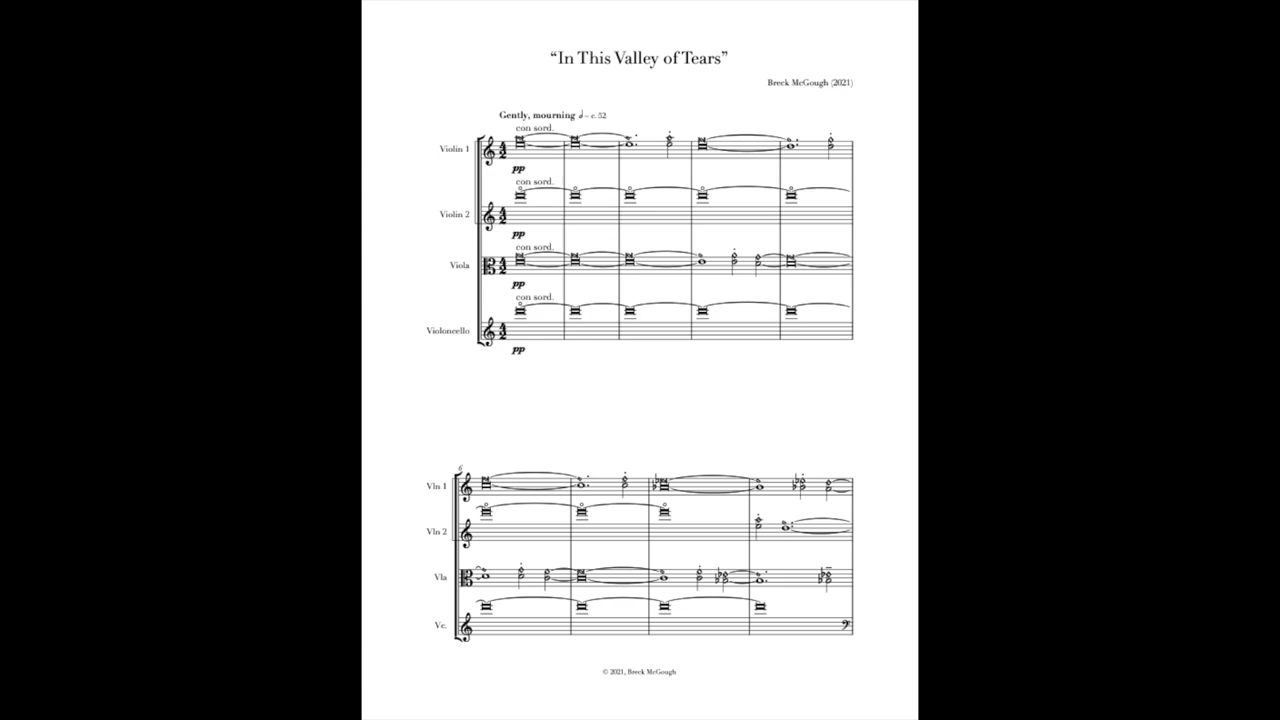 “In This Valley of Tears”
Breck McGough (2021)
Gently, mourning 𝅗𝅥 = c. 52
con sord.
Violin 1
pp
con sord.
Violin 2
pp
con sord.
Viola
pp
con sord.
Violoncello
pp
6
Vln 1
Vln 2
Vla
Vc.
© 2021, Breck McGough